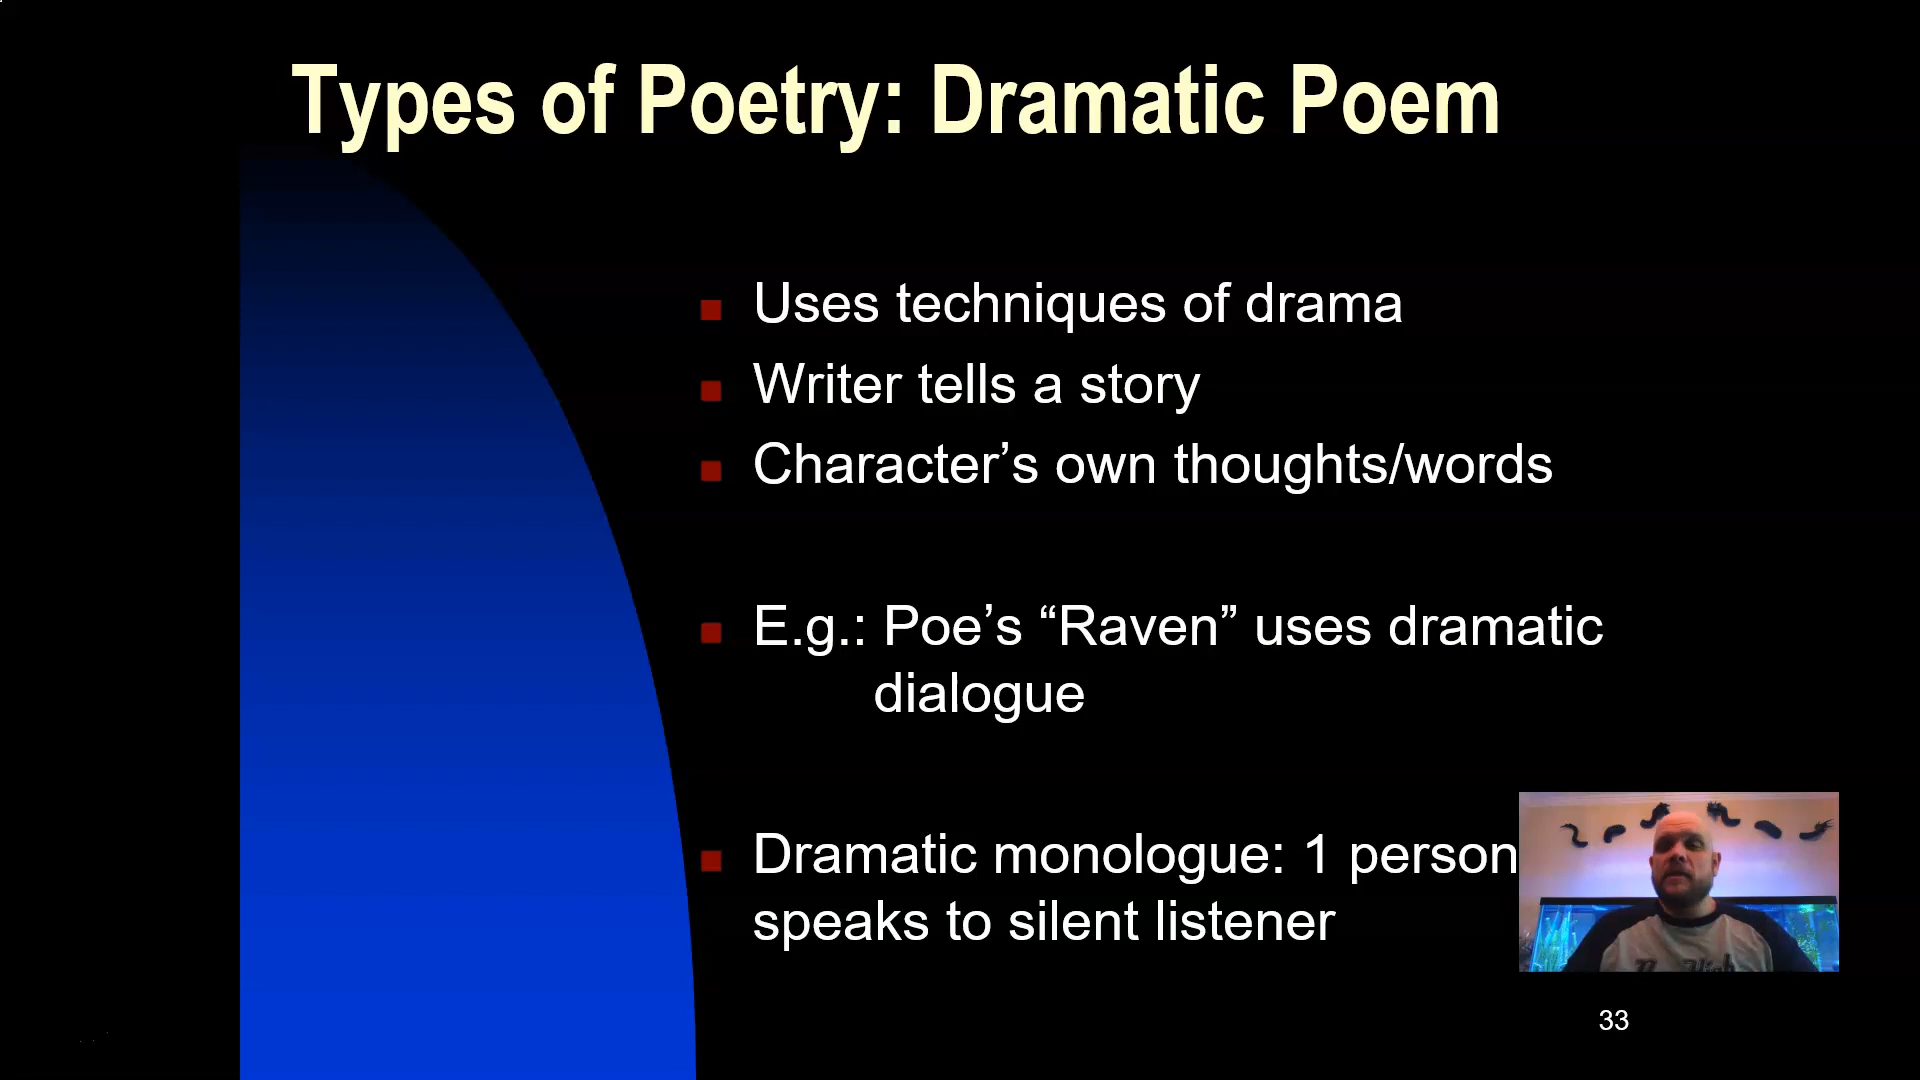 Types of Poetry: Dramatic Poem
Uses techniques of drama
Writer tells a story
Character’s own thoughts/words
E.g.: Poe’s “Raven” uses dramatic
dialogue
Dramatic monologue: 1 person
speaks to silent listener
33